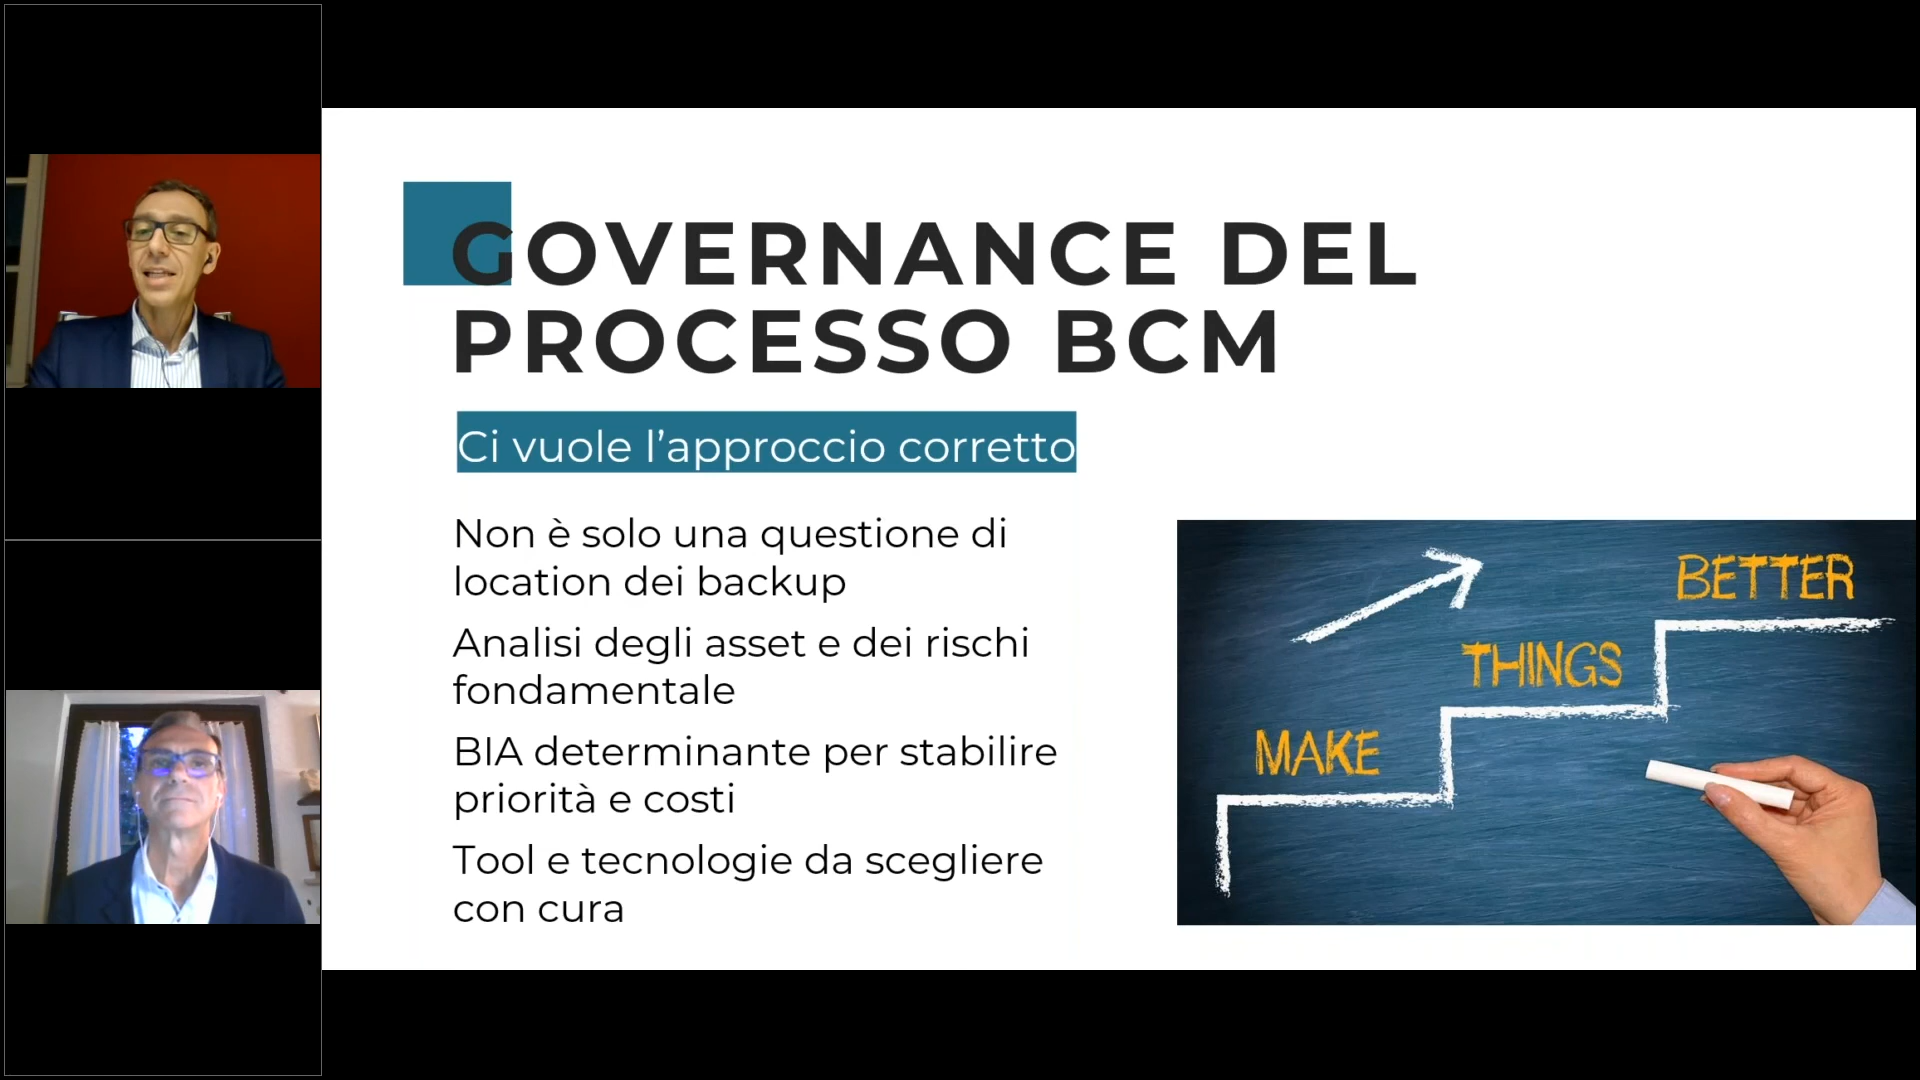 GOVERNANCE DEL
PROCESSO BCM
Ci vuole l’approccio corretto
Non è solo una questione di
location dei backup
Analisi degli asset e dei rischi
fondamentale
BIA determinante per stabilire
priorità e costi
Tool e tecnologie da scegliere
con cura
MAKE
THINGS
BETTER